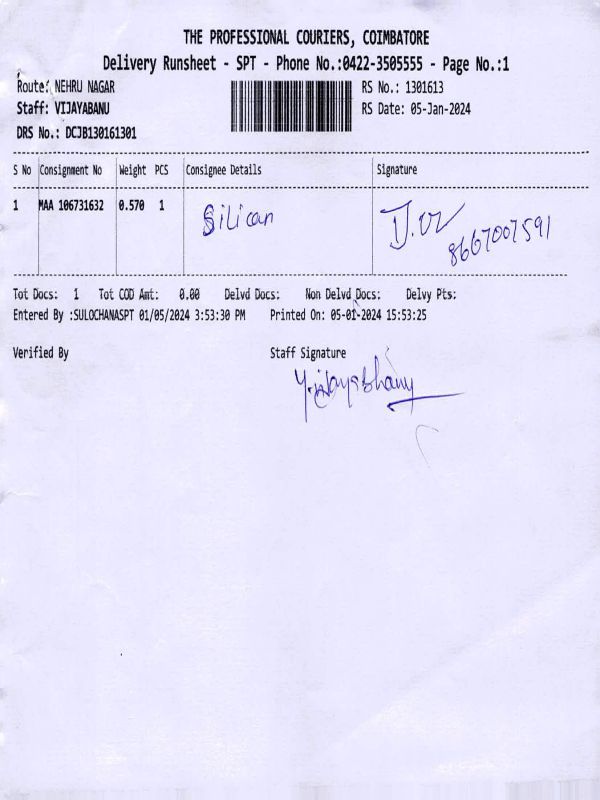 THE PROFESSIONAL COURIERS, COIMBATORE
Delivery Runsheet - SPT - Phone No.:0422-3505555 - Page No.:1
Route: NEHRU NAGAR RS No.: 1301613
Staff: VIJAYABANU RS Date: 05-Jan-2024
DRS No.: DCJB130161301
S No Consignment No Weight PCS Consignee Details Signature
1 MAA 106731632 0.570 1 Silican
8667007591
Tot Docs: 1 Tot COD Amt: 0.00 Delvd Docs: Non Delvd Docs: Delvy Pts:
Entered By :SULOCHANASPT 01/05/2024 3:53:30 PM Printed On: 05-01-2024 15:53:25
Verified By Staff Signature